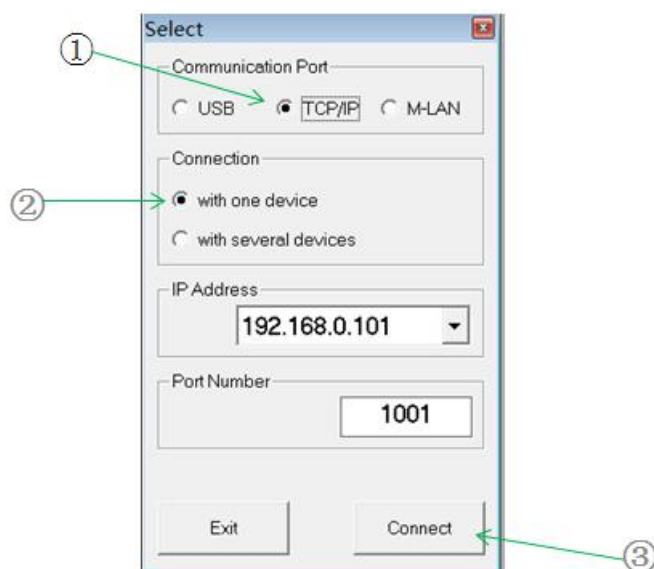 Select
①
Communication Port
USB TCP/IP M-LAN
Connection
② with one device
with several devices
IP Address
192.168.0.101
Port Number
1001
Exit Connect
③